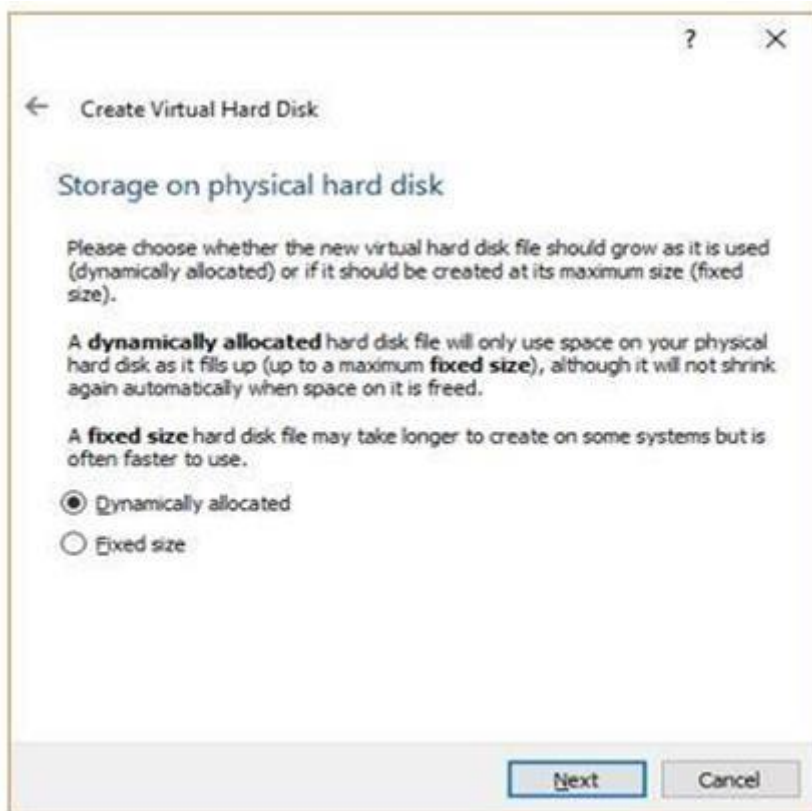 ?
Create Virtual Hard Disk
Storage on physical hard disk
Please choose whether the new virtual hard disk file should grow as it is used
(dynamically allocated) or if it should be created at its maximum size (fixed
size).
A dynamically allocated hard disk file will only use space on your physical
hard disk as it fills up (up to a maximum fixed size), although it will not shrink
again automatically when space on it is freed.
A fixed size hard disk file may take longer to create on some systems but is
often faster to use.
Dynamically allocated
Fixed size
Next Cancel